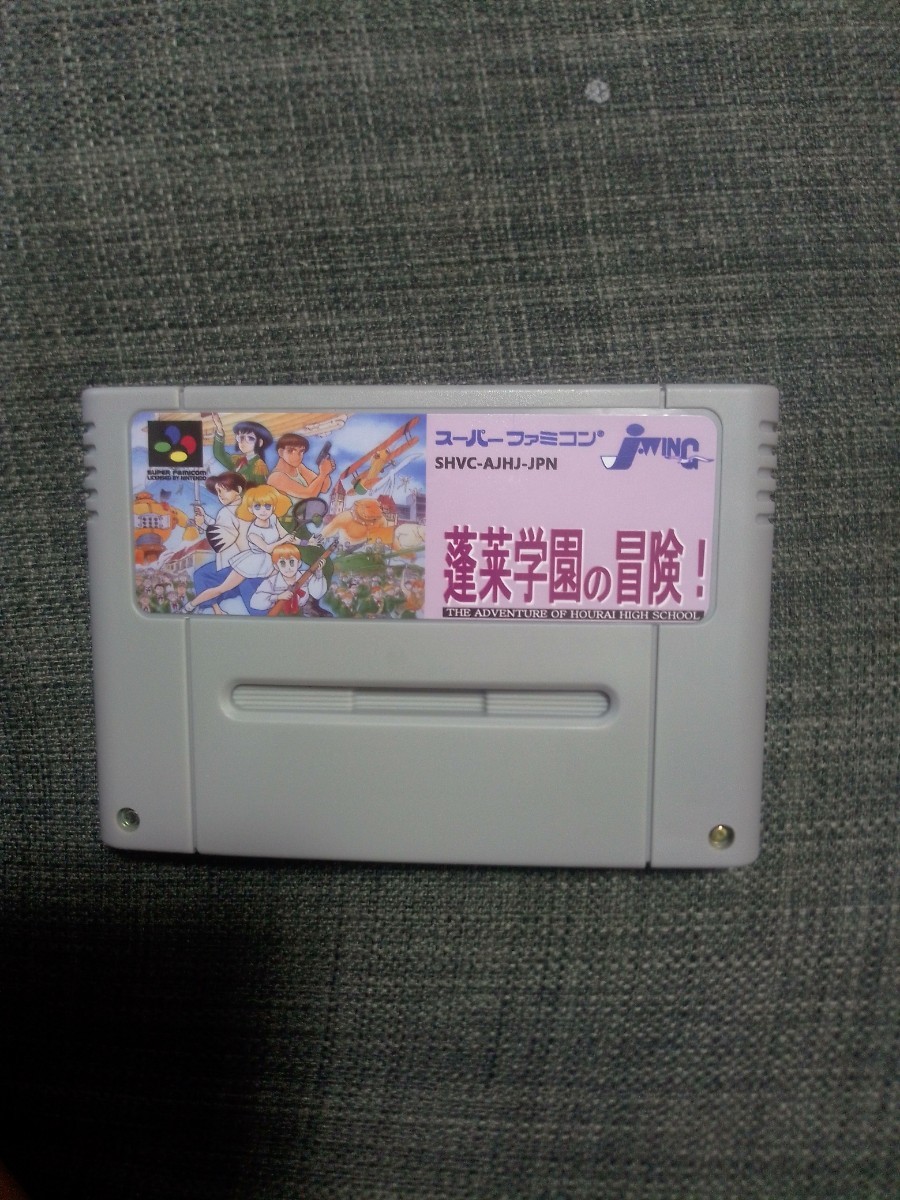 SUPER FAMICOM
LICENSED BY NINTENDO
スーパーファミコン®
J-WING
SHVC-AJHJ-JPN
蓬莱学園の冒険!
THE ADVENTURE OF HOURAI HIGH SCHOOL